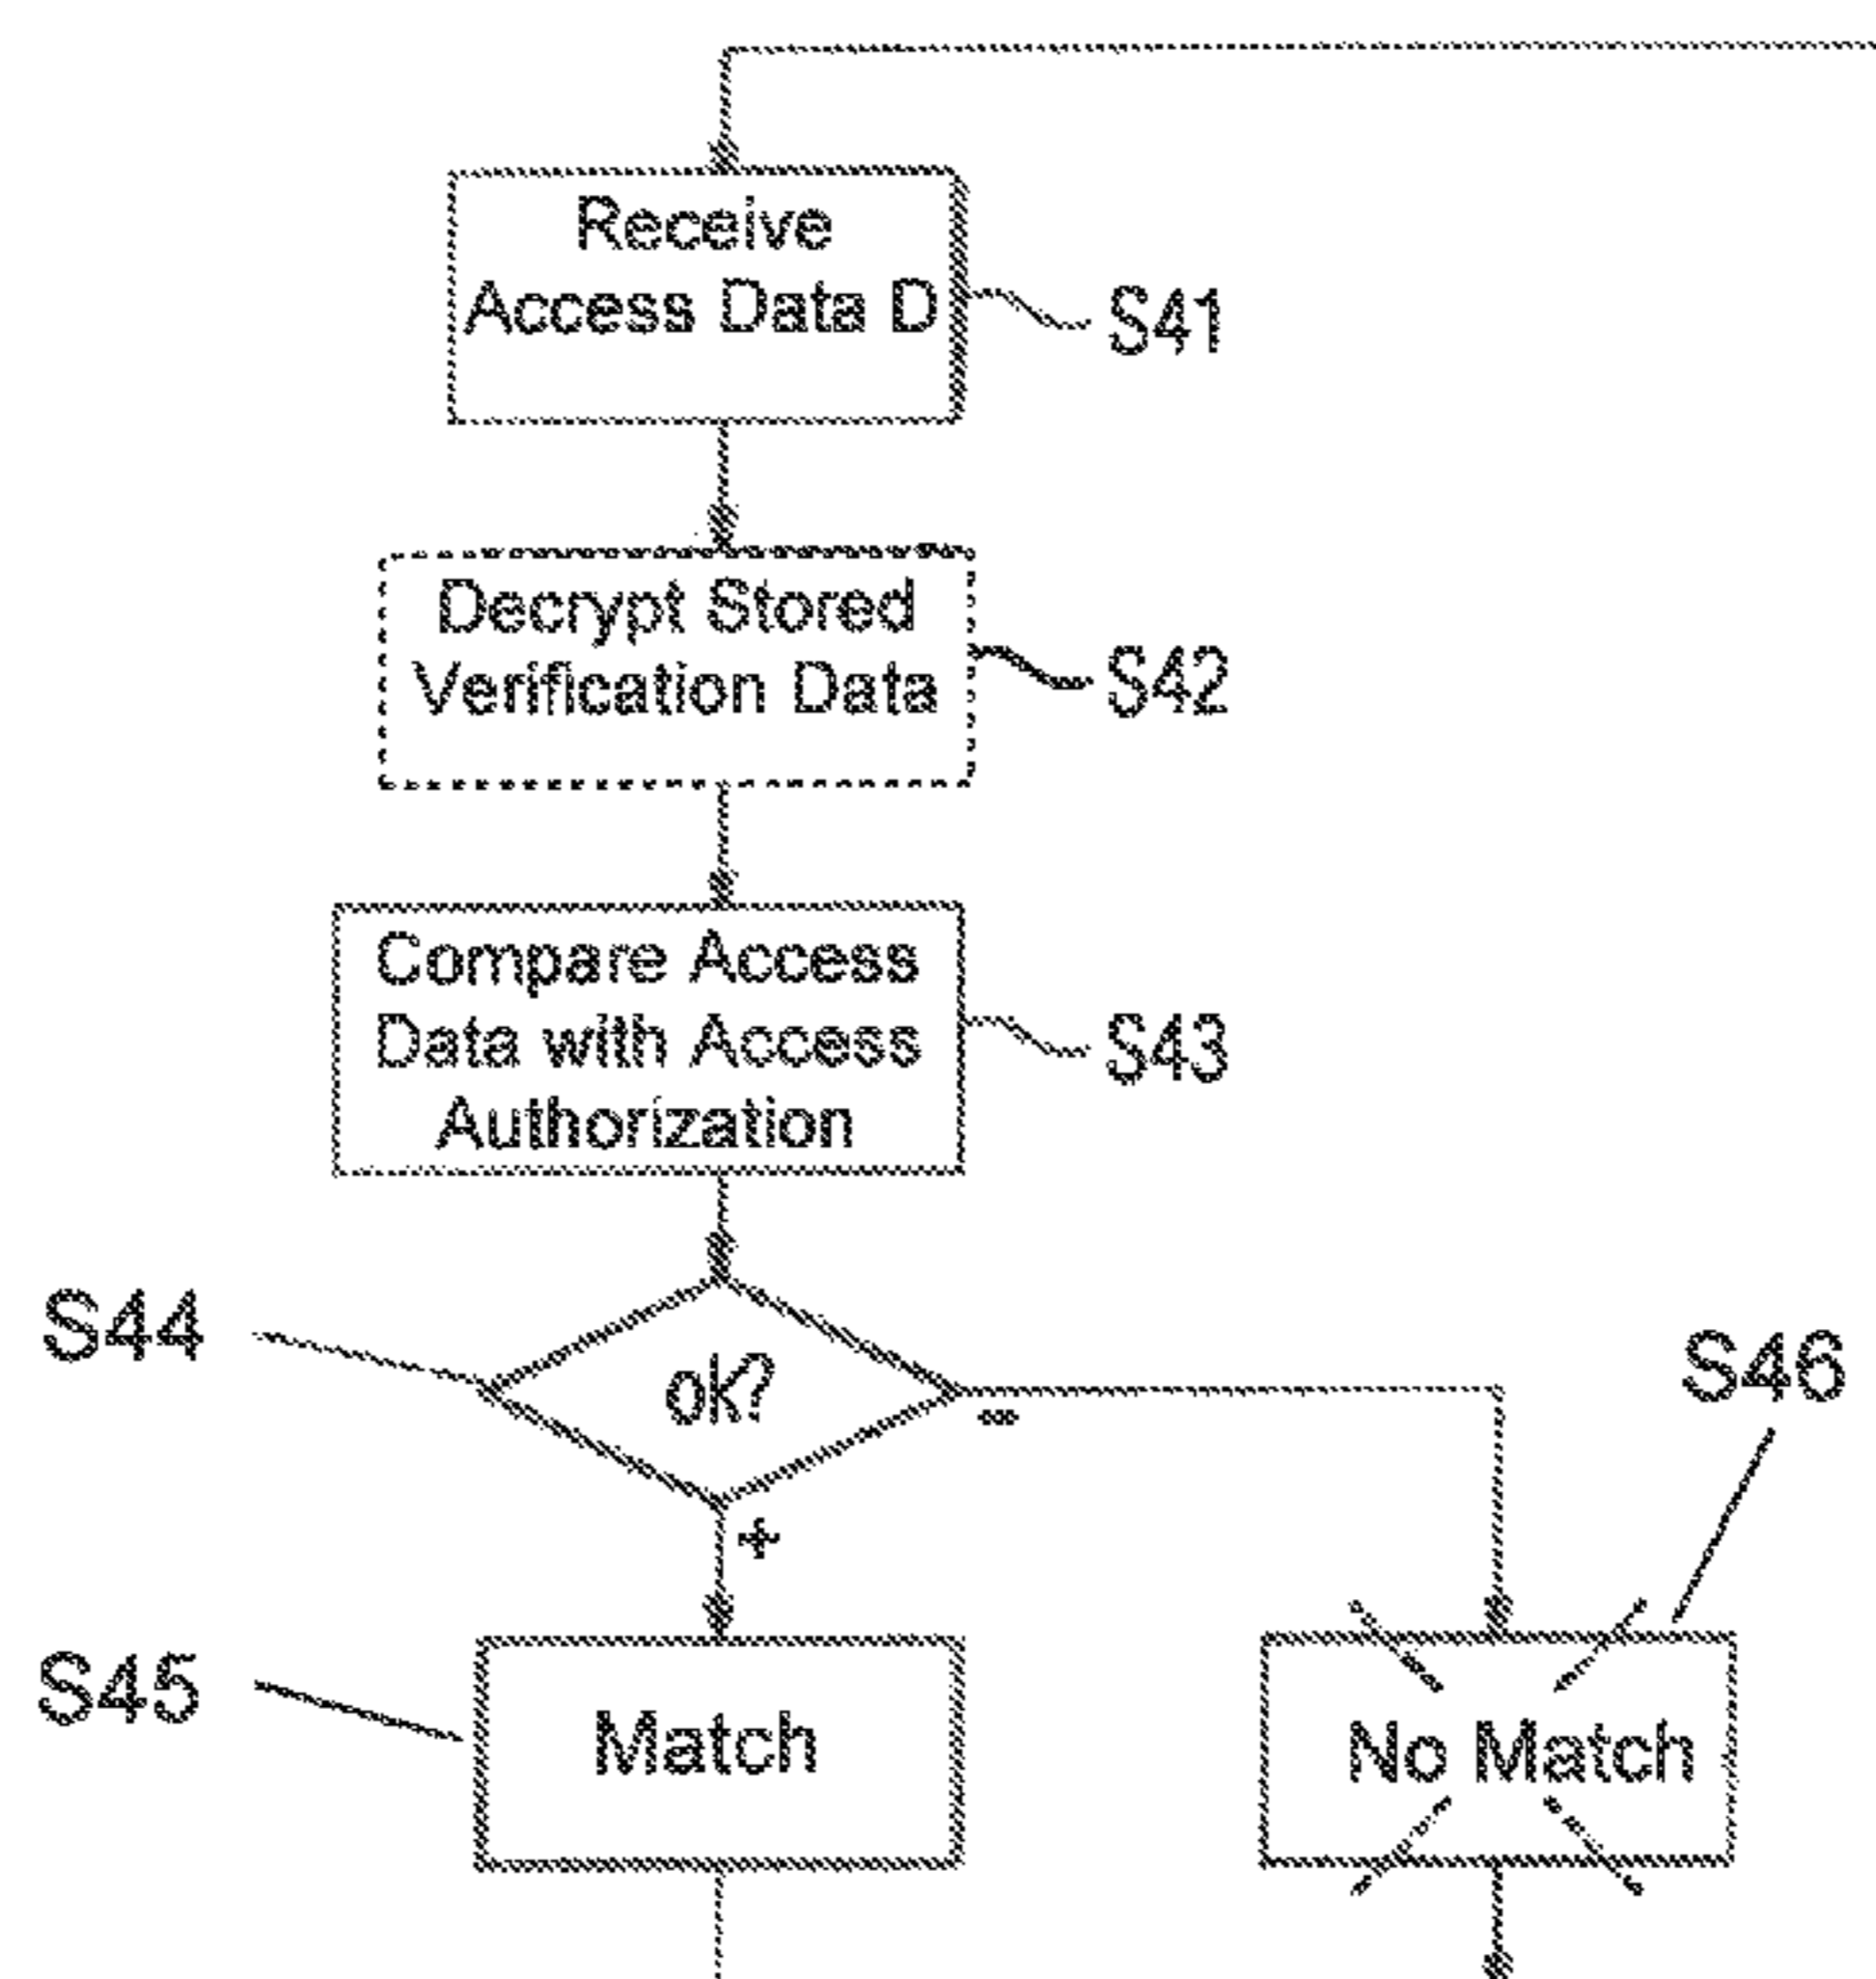 Receive
Access Data D
S41
Decrypt Stored
Verification Data
S42
Compare Access
Data with Access
Authorization
S43
S44
ok?
-
+
S46
S45
Match
No Match